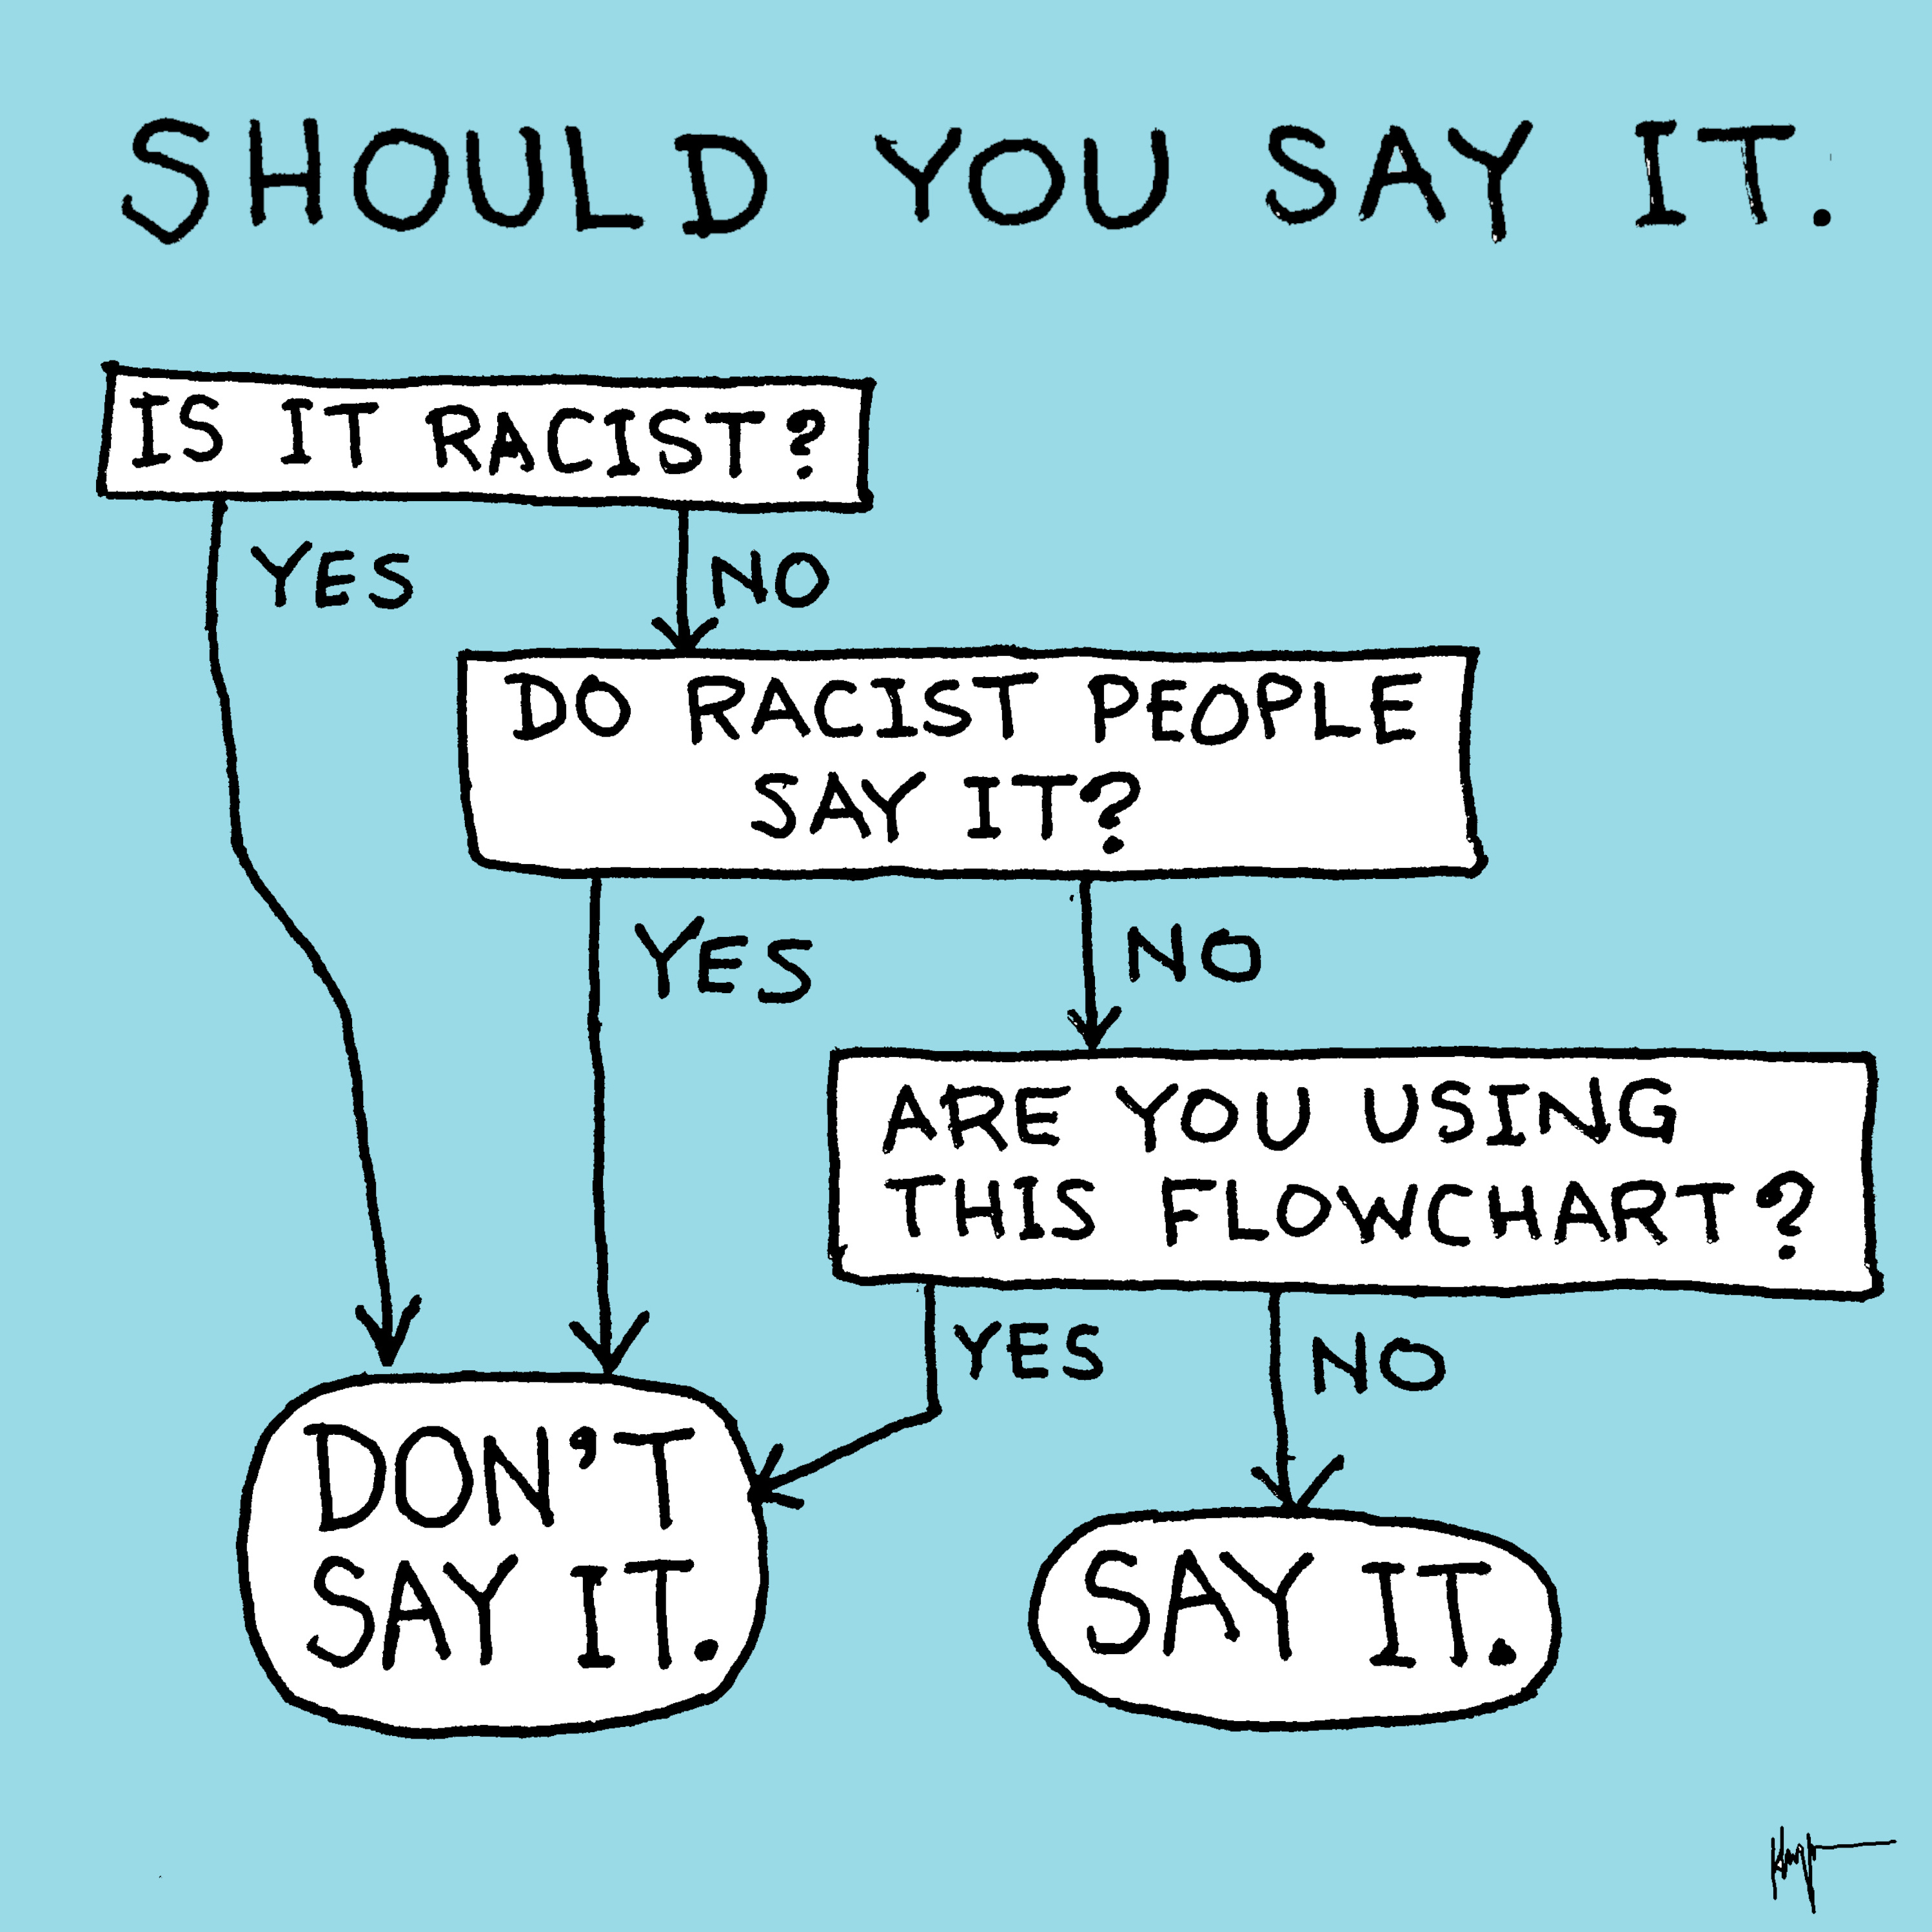 SHOULD YOU SAY IT.
IS IT RACIST?
YES
NO
DO RACIST PEOPLE
SAY IT?
YES
NO
ARE YOU USING
THIS FLOWCHART?
YES
NO
DON'T
SAY IT.
SAY IT.